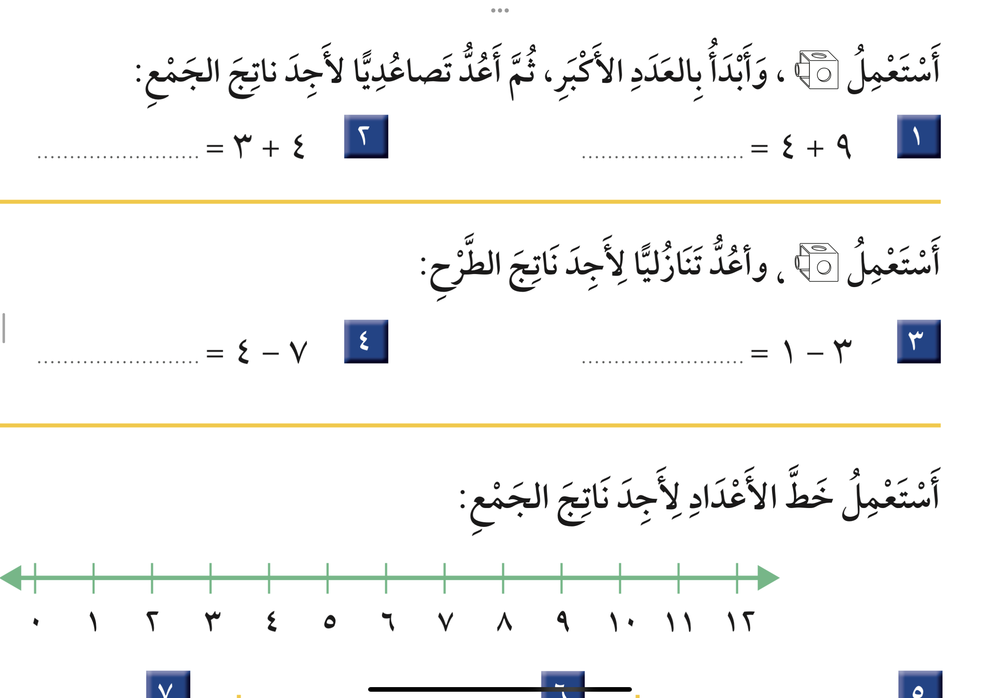 أَسْتَعْمِلُ ، وَأَبْدَأُ بِالعَدَدِ الأَكْبَرِ، ثُمَّ أَعُدُّ تَصاعُدِيًّا لأَجِدَ ناتِجَ الجَمْعِ:
١ ٩ + ٤ = ........................ ٢ ٤ + ٣ = ........................
أَسْتَعْمِلُ ، وأَعُدُّ تَنَازُلِيًّا لِأَجِدَ نَاتِجَ الطَّرْحِ:
٣ ٣ − ١ = ........................ ٤ ٧ − ٤ = ........................
أَسْتَعْمِلُ خَطَّ الأَعْدَادِ لِأَجِدَ نَاتِجَ الجَمْعِ:
٠ ١ ٢ ٣ ٤ ٥ ٦ ٧ ٨ ٩ ١٠ ١١ ١٢
٥ ٦ ٧